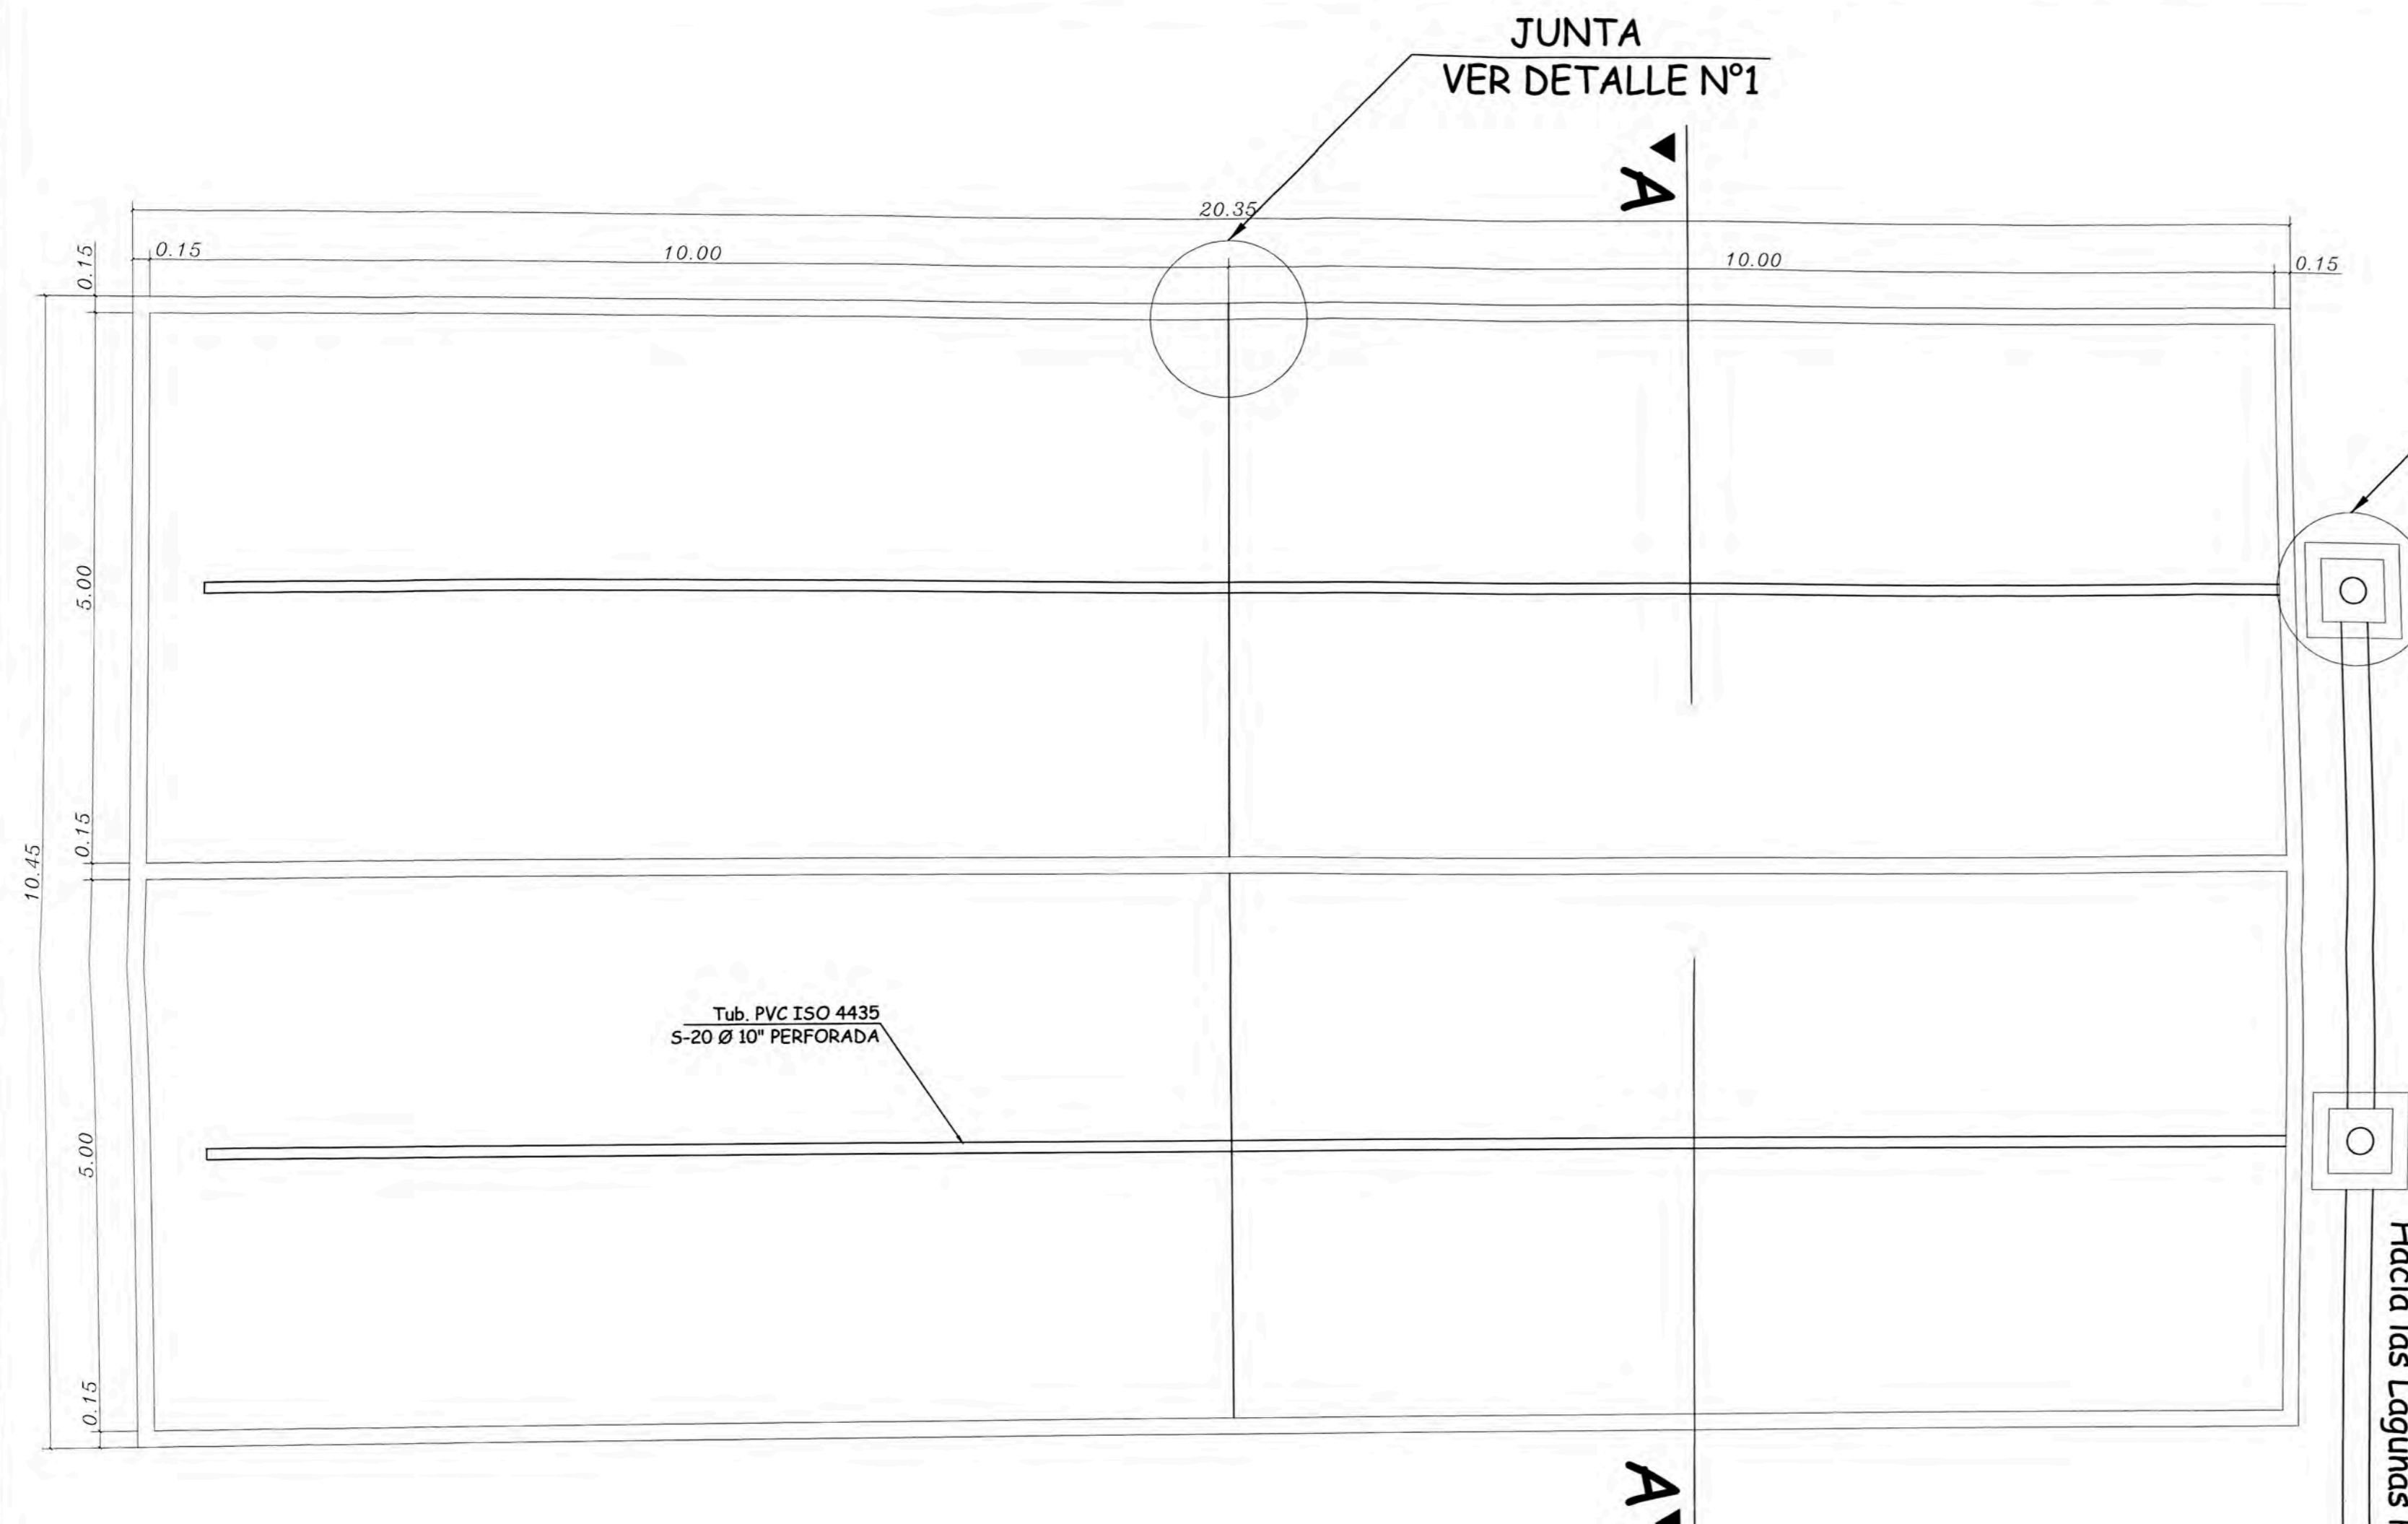 JUNTA
VER DETALLE Nº1
A
20.35
0.15
10.00
10.00
0.15
0.15
5.00
0.15
10.45
5.00
0.15
Tub. PVC ISO 4435
S-20 Ø 10" PERFORADA
Hacia las Lagunas
A